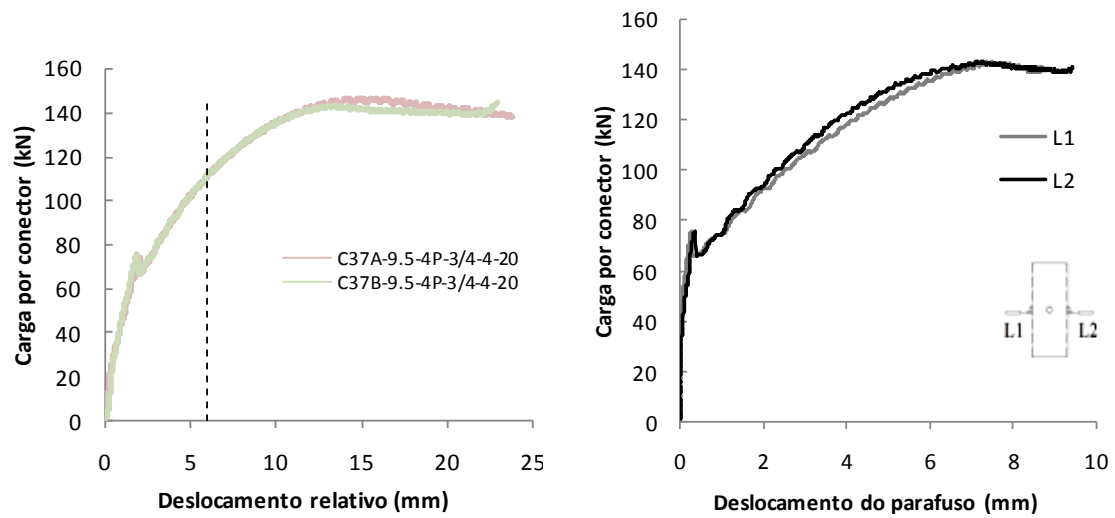 Carga por conector (kN)
160
140
120
100
80
60
40
20
0
C37A-9.5-4P-3/4-4-20
C37B-9.5-4P-3/4-4-20
0 5 10 15 20 25
Deslocamento relativo (mm)
Carga por conector (kN)
160
140
120
100
80
60
40
20
0
L1
L2
L1 L2
0 2 4 6 8 10
Deslocamento do parafuso (mm)